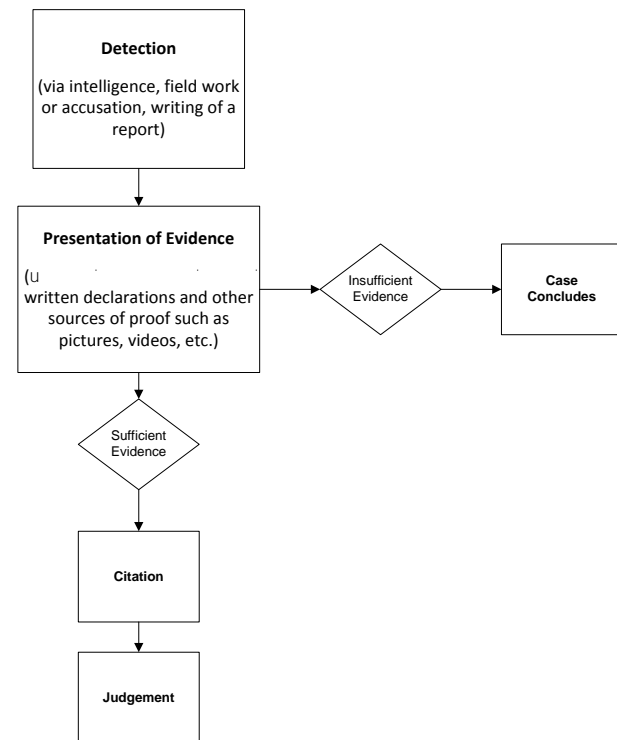 Detection
(via intelligence, field work
or accusation, writing of a
report)
Presentation of Evidence
(u
written declarations and other
sources of proof such as
pictures, videos, etc.)
Insufficient
Evidence
Case
Concludes
Sufficient
Evidence
Citation
Judgement